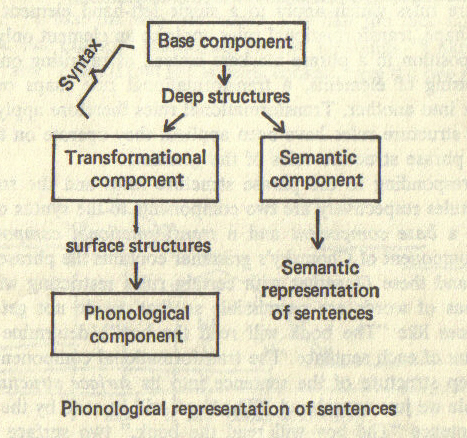 Syntax
Base component
Deep structures
Transformational
component
Semantic
component
surface structures
Semantic
representation
of sentences
Phonological
component
Phonological representation of sentences